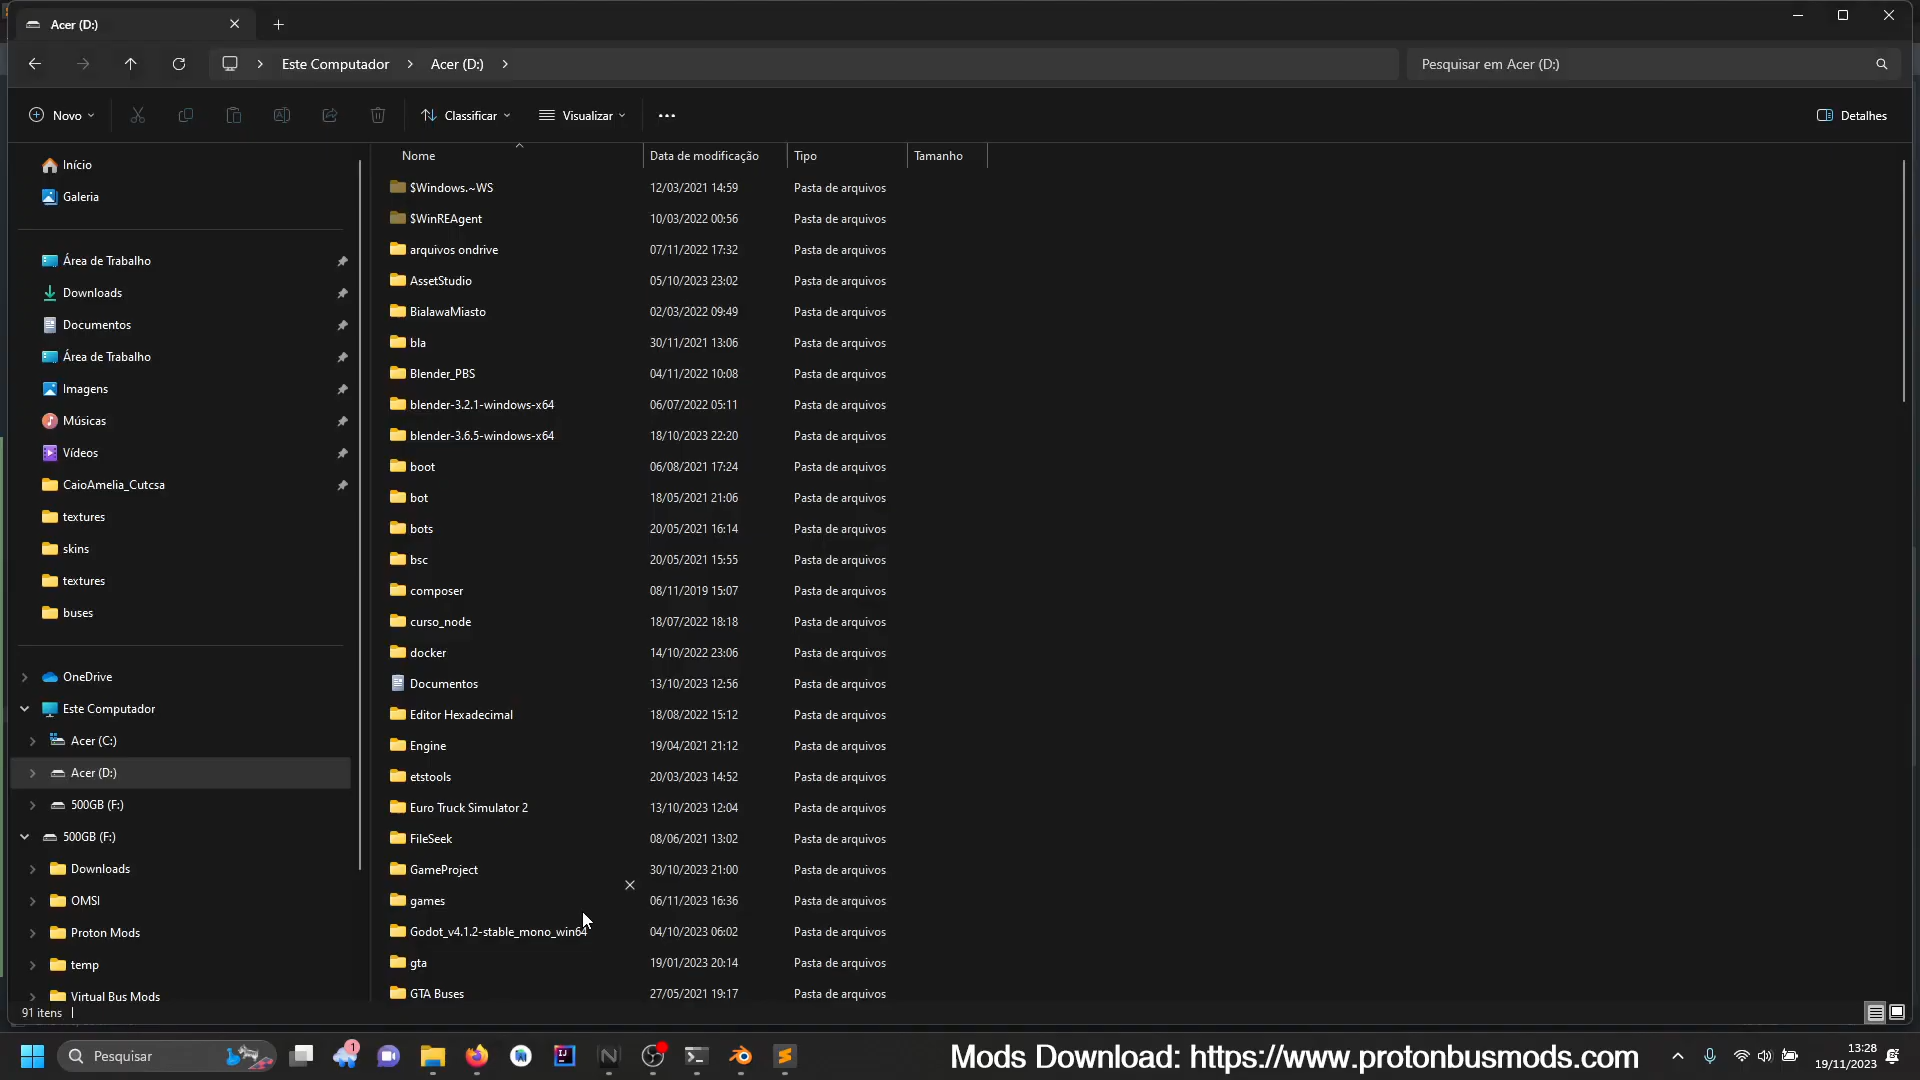 Acer (D:)
Este Computador
Acer (D:)
Pesquisar em Acer (D:)
Novo
Classificar
Visualizar
Detalhes
Início
Galeria
Área de Trabalho
Downloads
Documentos
Área de Trabalho
Imagens
Músicas
Vídeos
CaioAmelia_Cutcsa
textures
skins
textures
buses
OneDrive
Este Computador
Acer (C:)
Acer (D:)
500GB (F:)
500GB (F:)
Downloads
OMSI
Proton Mods
temp
Virtual Bus Mods
Nome Data de modificação Tipo Tamanho
$Windows.~WS 12/03/2021 14:59 Pasta de arquivos
$WinREAgent 10/03/2022 00:56 Pasta de arquivos
arquivos ondrive 07/11/2022 17:32 Pasta de arquivos
AssetStudio 05/10/2023 23:02 Pasta de arquivos
BialawaMiasto 02/03/2022 09:49 Pasta de arquivos
bla 30/11/2021 13:06 Pasta de arquivos
Blender_PBS 04/11/2022 10:08 Pasta de arquivos
blender-3.2.1-windows-x64 06/07/2022 05:11 Pasta de arquivos
blender-3.6.5-windows-x64 18/10/2023 22:20 Pasta de arquivos
boot 06/08/2021 17:24 Pasta de arquivos
bot 18/05/2021 21:06 Pasta de arquivos
bots 20/05/2021 16:14 Pasta de arquivos
bsc 20/05/2021 15:55 Pasta de arquivos
composer 08/11/2019 15:07 Pasta de arquivos
curso_node 18/07/2022 18:18 Pasta de arquivos
docker 14/10/2022 23:06 Pasta de arquivos
Documentos 13/10/2023 12:56 Pasta de arquivos
Editor Hexadecimal 18/08/2022 15:12 Pasta de arquivos
Engine 19/04/2021 21:12 Pasta de arquivos
etstools 20/03/2023 14:52 Pasta de arquivos
Euro Truck Simulator 2 13/10/2023 12:04 Pasta de arquivos
FileSeek 08/06/2021 13:02 Pasta de arquivos
GameProject 30/10/2023 21:00 Pasta de arquivos
games 06/11/2023 16:36 Pasta de arquivos
Godot_v4.1.2-stable_mono_win64 04/10/2023 06:02 Pasta de arquivos
gta 19/01/2023 20:14 Pasta de arquivos
GTA Buses 27/05/2021 19:17 Pasta de arquivos
91 itens
Pesquisar
1
Mods Download: https://www.protonbusmods.com
13:28
19/11/2023